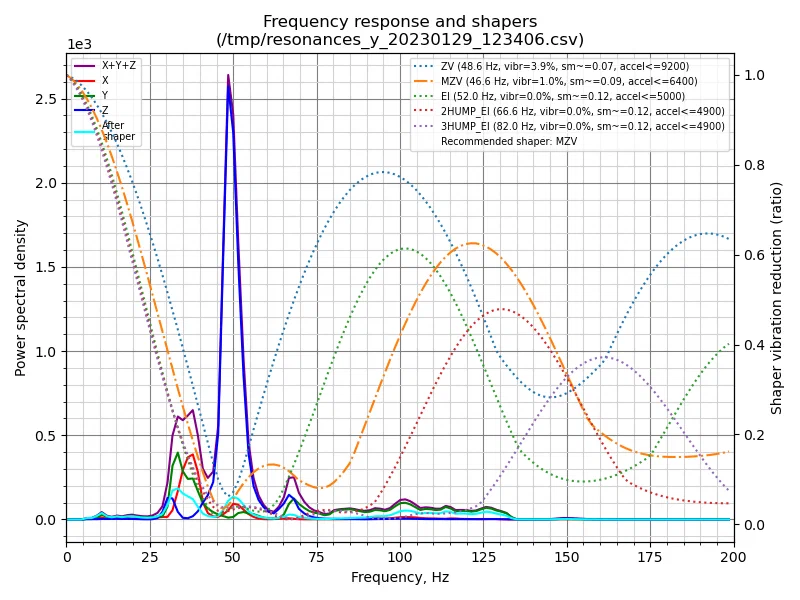 Frequency response and shapers
(/tmp/resonances_y_20230129_123406.csv)
1e3
X+Y+Z
X
Y
Z
After
shaper
ZV (48.6 Hz, vibr=3.9%, sm~=0.07, accel<=9200)
MZV (46.6 Hz, vibr=1.0%, sm~=0.09, accel<=6400)
EI (52.0 Hz, vibr=0.0%, sm~=0.12, accel<=5000)
2HUMP_EI (66.6 Hz, vibr=0.0%, sm~=0.12, accel<=4900)
3HUMP_EI (82.0 Hz, vibr=0.0%, sm~=0.12, accel<=4900)
Recommended shaper: MZV
2.5
2.0
1.5
1.0
0.5
0.0
Power spectral density
1.0
0.8
0.6
0.4
0.2
0.0
Shaper vibration reduction (ratio)
0 25 50 75 100 125 150 175 200
Frequency, Hz